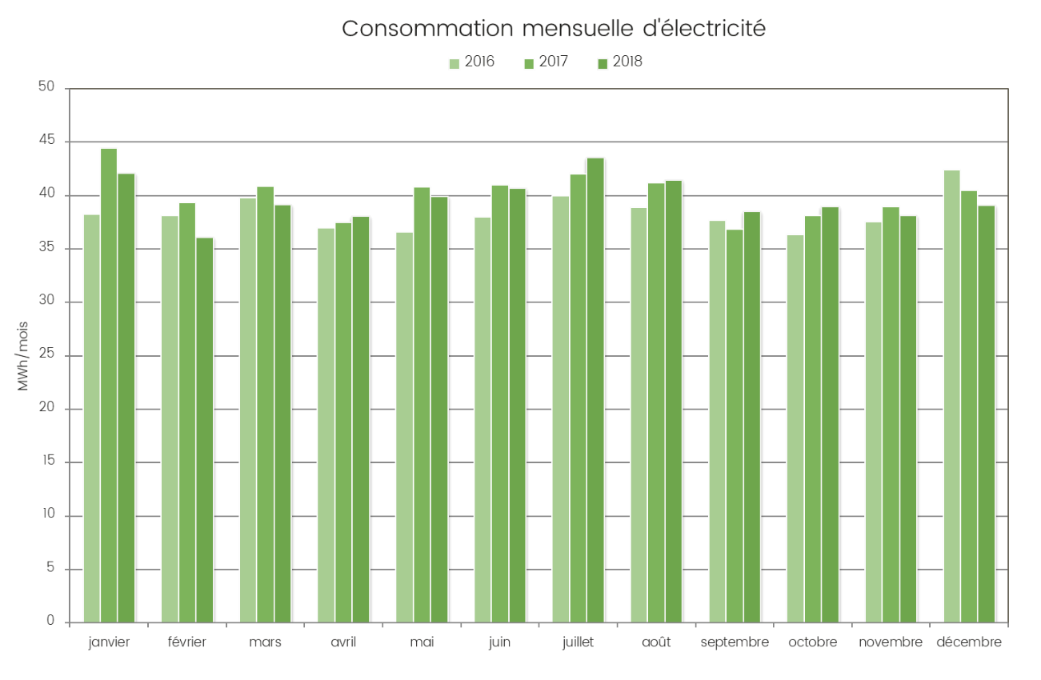 Consommation mensuelle d'électricité
2016 2017 2018
50
45
40
35
30
25
20
15
10
5
0
MWh/mois
janvier février mars avril mai juin juillet août septembre octobre novembre décembre